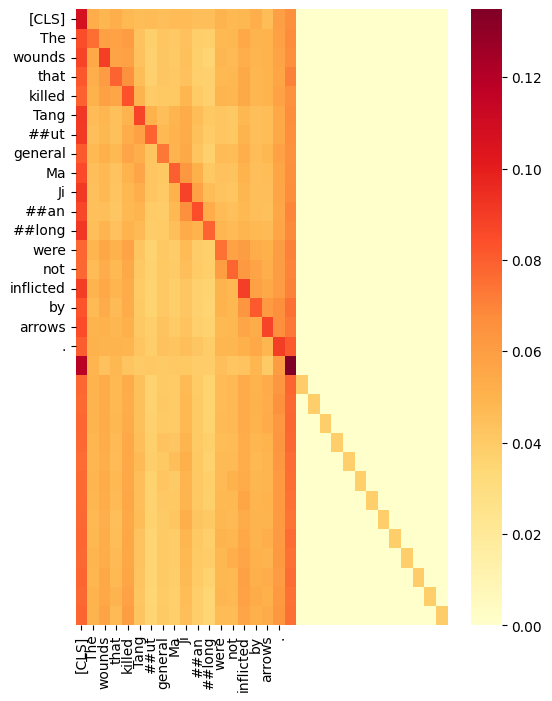 [CLS]
The
wounds
that
killed
Tang
##ut
general
Ma
Ji
##an
##long
were
not
inflicted
by
arrows
.
[CLS]
The
wounds
that
killed
Tang
##ut
general
Ma
Ji
##an
##long
were
not
inflicted
by
arrows
.
0.12
0.10
0.08
0.06
0.04
0.02
0.00